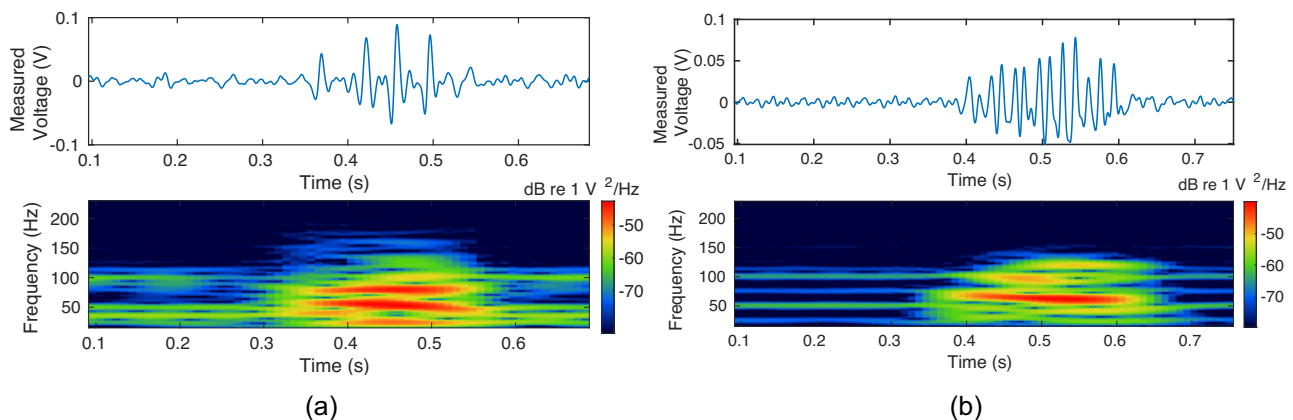 0.1
0
-0.1
Measured
Voltage (V)
0.1 0.2 0.3 0.4 0.5 0.6
Time (s)
dB re 1 V ²/Hz
200
150
100
50
Frequency (Hz)
-50
-60
-70
0.1 0.2 0.3 0.4 0.5 0.6
Time (s)
(a)
0.1
0.05
0
-0.05
Measured
Voltage (V)
0.1 0.2 0.3 0.4 0.5 0.6 0.7
Time (s)
dB re 1 V ²/Hz
200
150
100
50
Frequency (Hz)
-50
-60
-70
0.1 0.2 0.3 0.4 0.5 0.6 0.7
Time (s)
(b)